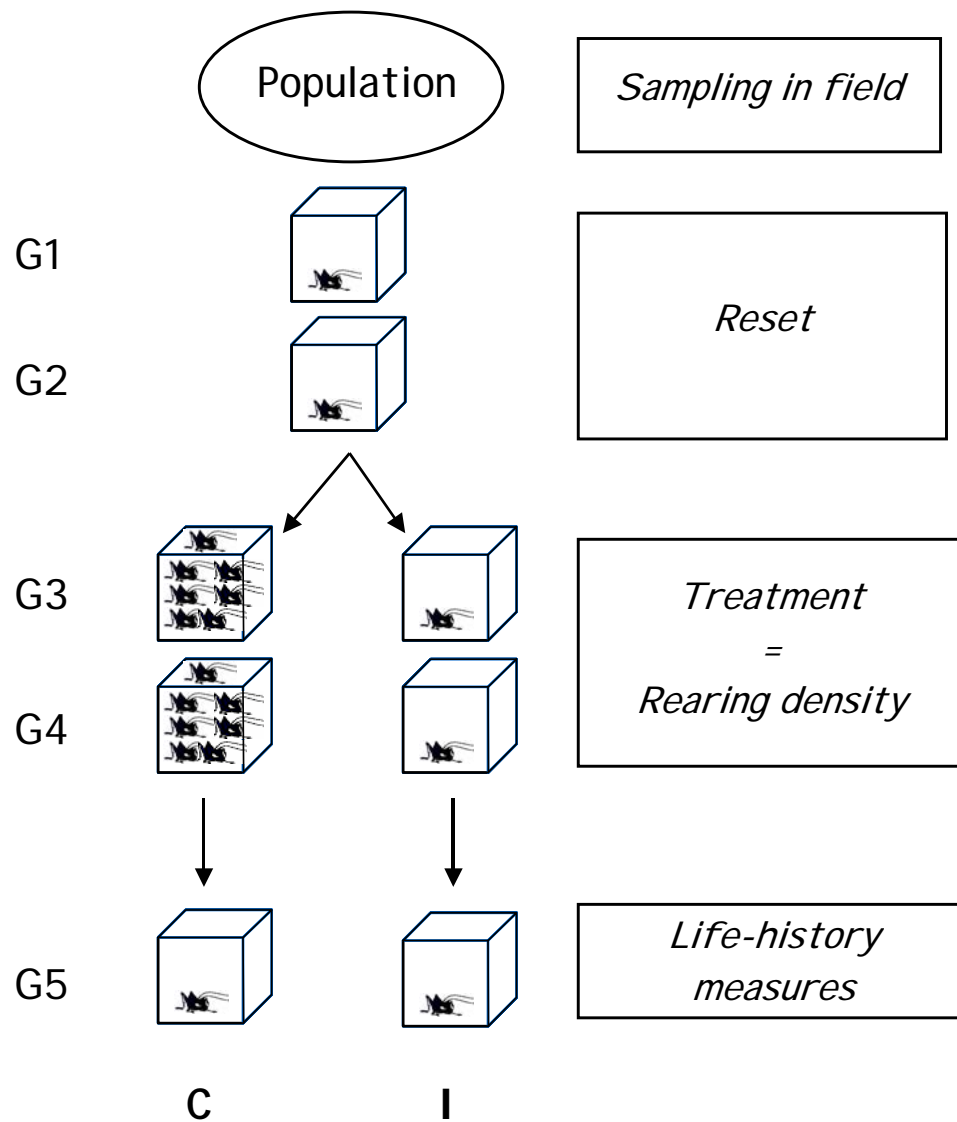 Population
Sampling in field
G1
G2
Reset
G3
G4
Treatment
=
Rearing density
G5
Life-history
measures
C
I